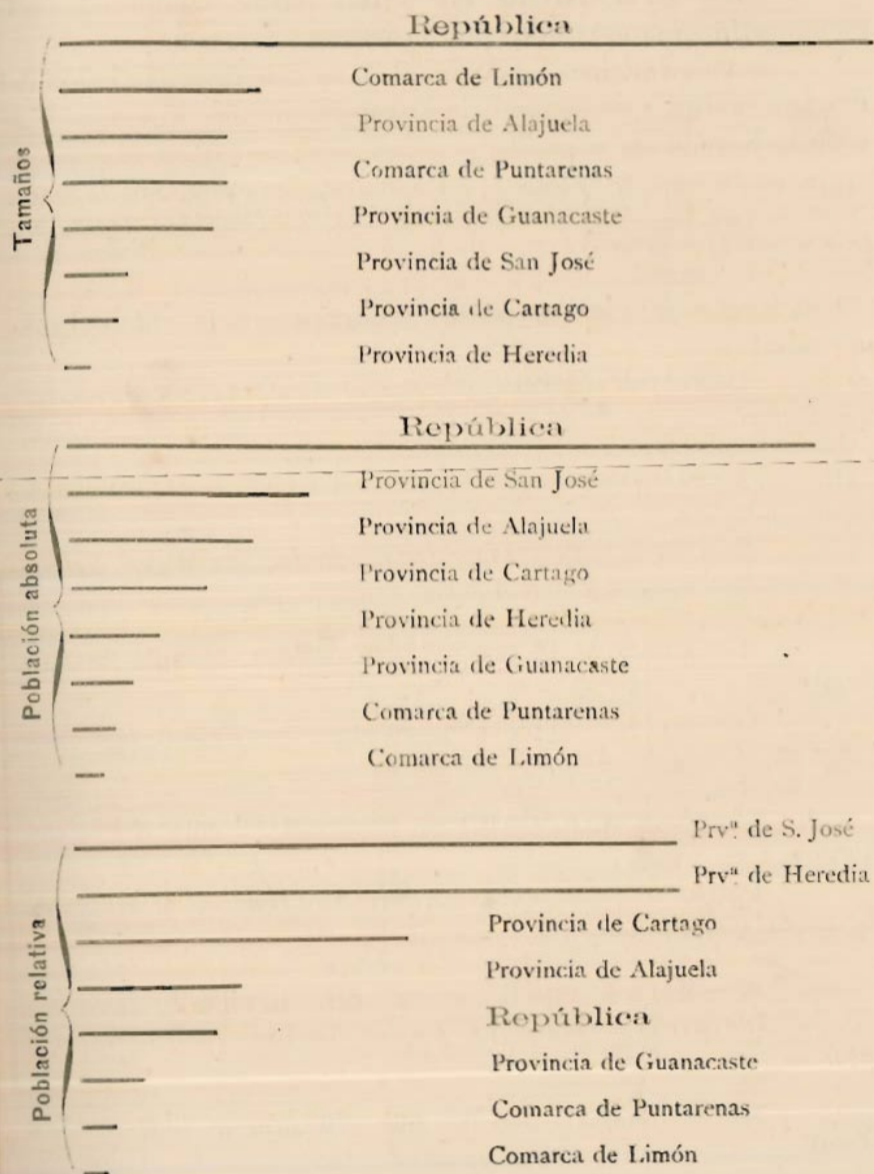 República
Tamaños
Comarca de Limón
Provincia de Alajuela
Comarca de Puntarenas
Provincia de Guanacaste
Provincia de San José
Provincia de Cartago
Provincia de Heredia
República
Población absoluta
Provincia de San José
Provincia de Alajuela
Provincia de Cartago
Provincia de Heredia
Provincia de Guanacaste
Comarca de Puntarenas
Comarca de Limón
Población relativa
Prvª de S. José
Prvª de Heredia
Provincia de Cartago
Provincia de Alajuela
República
Provincia de Guanacaste
Comarca de Puntarenas
Comarca de Limón